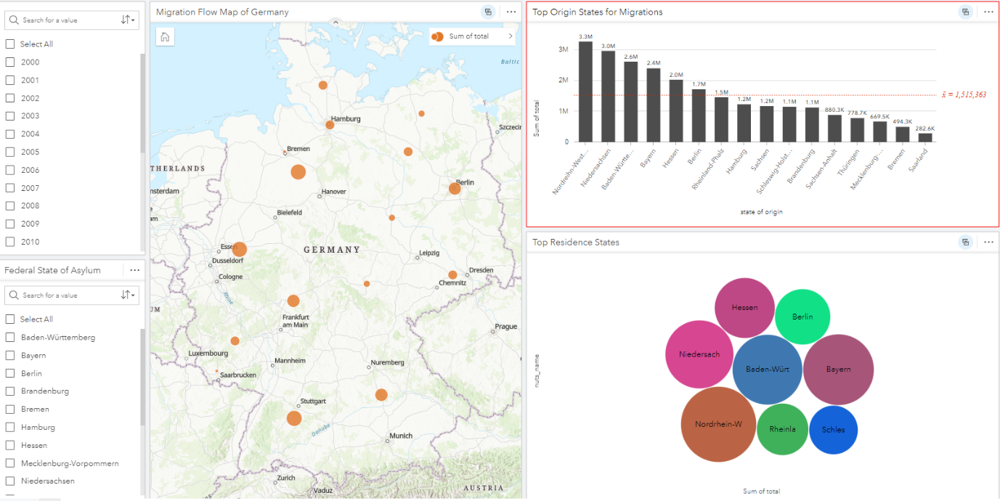 Search for a value
Select All
2000
2001
2002
2003
2004
2005
2006
2007
2008
2009
2010
Federal State of Asylum
Search for a value
Select All
Baden-Württemberg
Bayern
Berlin
Brandenburg
Bremen
Hamburg
Hessen
Mecklenburg-Vorpommern
Niedersachsen
Migration Flow Map of Germany
Sum of total
Baltic
Hamburg
Szczecin
Bremen
THERLANDS
Berlin
msterdam
Hanover
am
Bielefeld
Essen
GERMANY
Dusseldorf
Leipzig
Cologne
Dresden
Chemnitz
Rhine
UM
Frankfurt
am Main
Prague
Luxembourg
Mannheim
Nuremberg
Saarbrucken
Stuttgart
Danube
Munich
Zurich
Vaduz
AUSTRIA
Top Origin States for Migrations
Sum of total
3M
2M
1M
0
3.3M
3.0M
2.6M
2.4M
2.0M
1.7M
1.5M
1.2M
1.2M
1.1M
1.1M
880.3K
778.7K
669.5K
494.3K
282.6K
x̄ = 1,515,363
Nordreihn-West...
Niedersachsen
Baden-Württe...
Bayern
Hessen
Berlin
Rheinland-Phalz
Hamburg
Sachsen
Schleswig-Holst...
Brandenburg
Sachsen-Anhalt
Thüringen
Mecklenburg-...
Bremen
Saarland
state of origin
Top Residence States
nuts_name
Hessen
Berlin
Niedersach
Baden-Würt
Bayern
Nordrhein-W
Rheinla
Schles
Sum of total